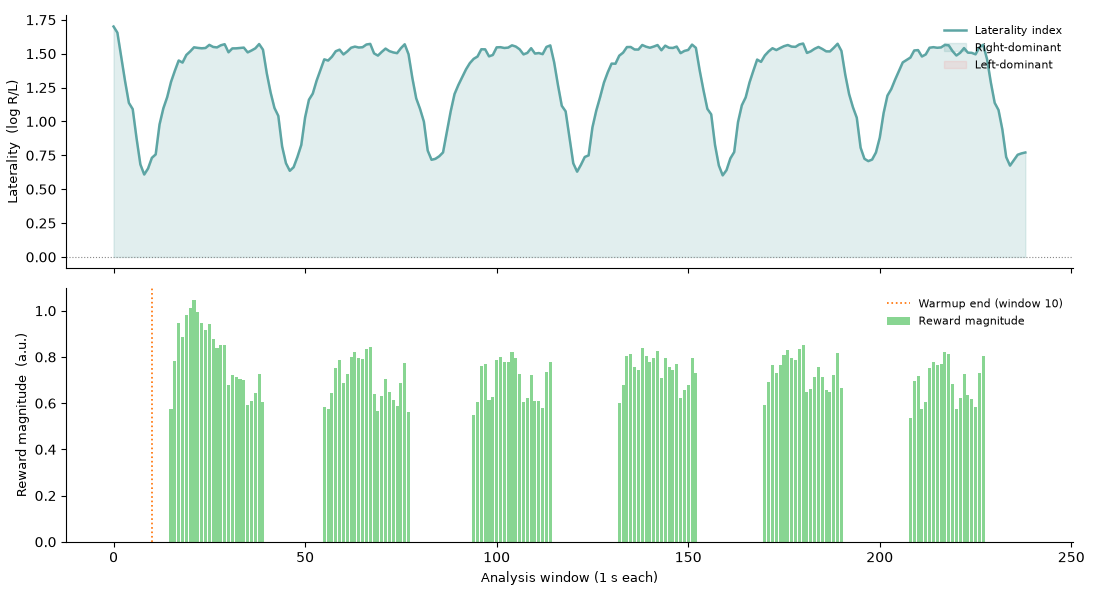 1.75
1.50
1.25
1.00
0.75
0.50
0.25
0.00
Laterality (log R/L)
Laterality index
Right-dominant
Left-dominant
1.0
0.8
0.6
0.4
0.2
0.0
Reward magnitude (a.u.)
Warmup end (window 10)
Reward magnitude
0 50 100 150 200 250
Analysis window (1 s each)